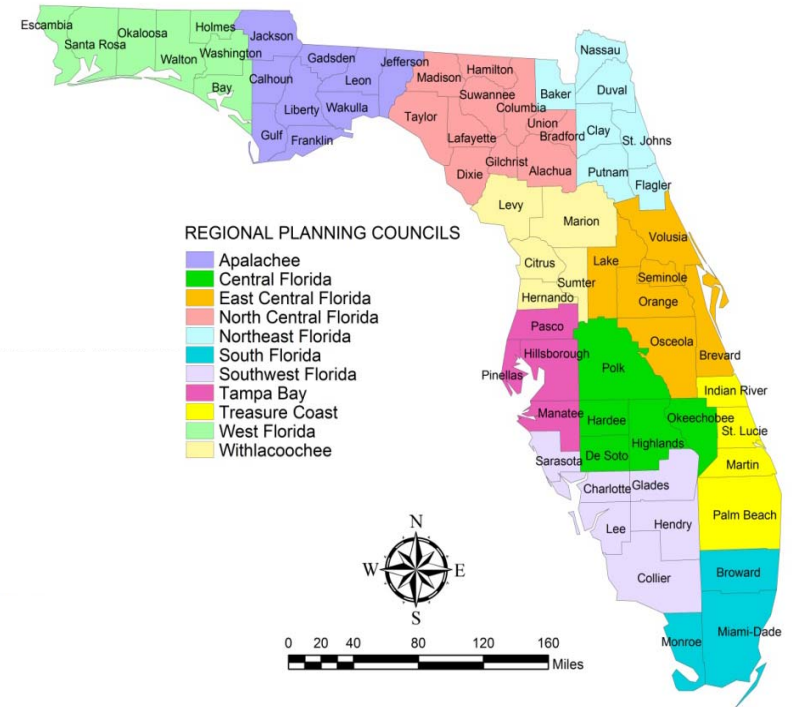 Escambia
Santa Rosa
Okaloosa
Walton
Holmes
Washington
Bay
Jackson
Calhoun
Gulf
Gadsden
Liberty
Franklin
Leon
Wakulla
Jefferson
Madison
Taylor
Hamilton
Suwannee
Lafayette
Dixie
Columbia
Gilchrist
Union
Bradford
Alachua
Baker
Nassau
Duval
Clay
St. Johns
Putnam
Flagler
Levy
Marion
Citrus
Sumter
Hernando
Volusia
Lake
Seminole
Orange
Osceola
Brevard
Pasco
Hillsborough
Pinellas
Manatee
Polk
Hardee
Okeechobee
Highlands
De Soto
Indian River
St. Lucie
Martin
Palm Beach
Sarasota
Charlotte
Glades
Lee
Hendry
Collier
Broward
Miami-Dade
Monroe
REGIONAL PLANNING COUNCILS
Apalachee
Central Florida
East Central Florida
North Central Florida
Northeast Florida
South Florida
Southwest Florida
Tampa Bay
Treasure Coast
West Florida
Withlacoochee
N
W E
S
0 20 40 80 120 160
Miles